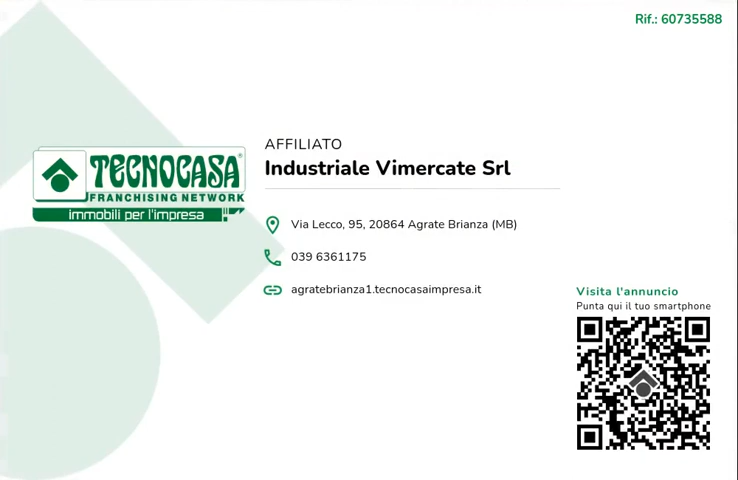 Rif.: 60735588
AFFILIATO
Industriale Vimercate Srl
TECNOCASA®
FRANCHISING NETWORK
immobili per l'impresa
Via Lecco, 95, 20864 Agrate Brianza (MB)
039 6361175
agratebrianza1.tecnocasaimpresa.it
Visita l'annuncio
Punta qui il tuo smartphone